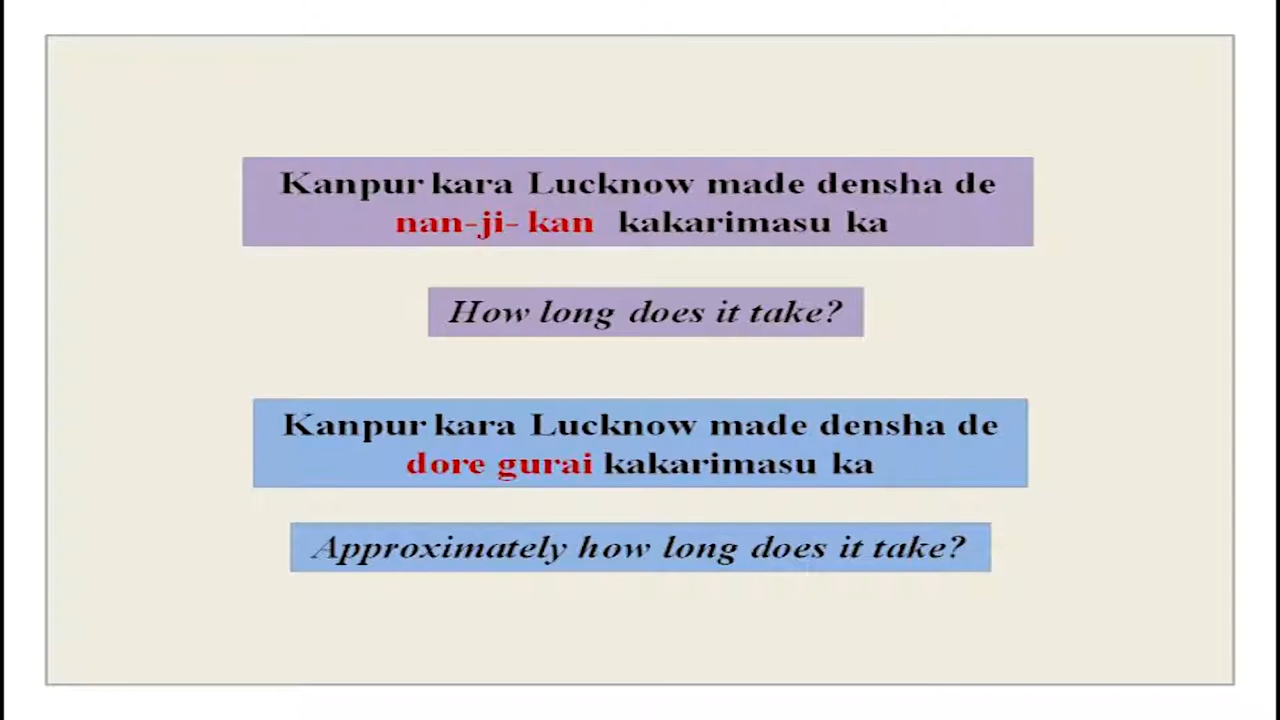 Kanpur kara Lucknow made densha de
nan-ji- kan kakarimasu ka
How long does it take?
Kanpur kara Lucknow made densha de
dore gurai kakarimasu ka
Approximately how long does it take?